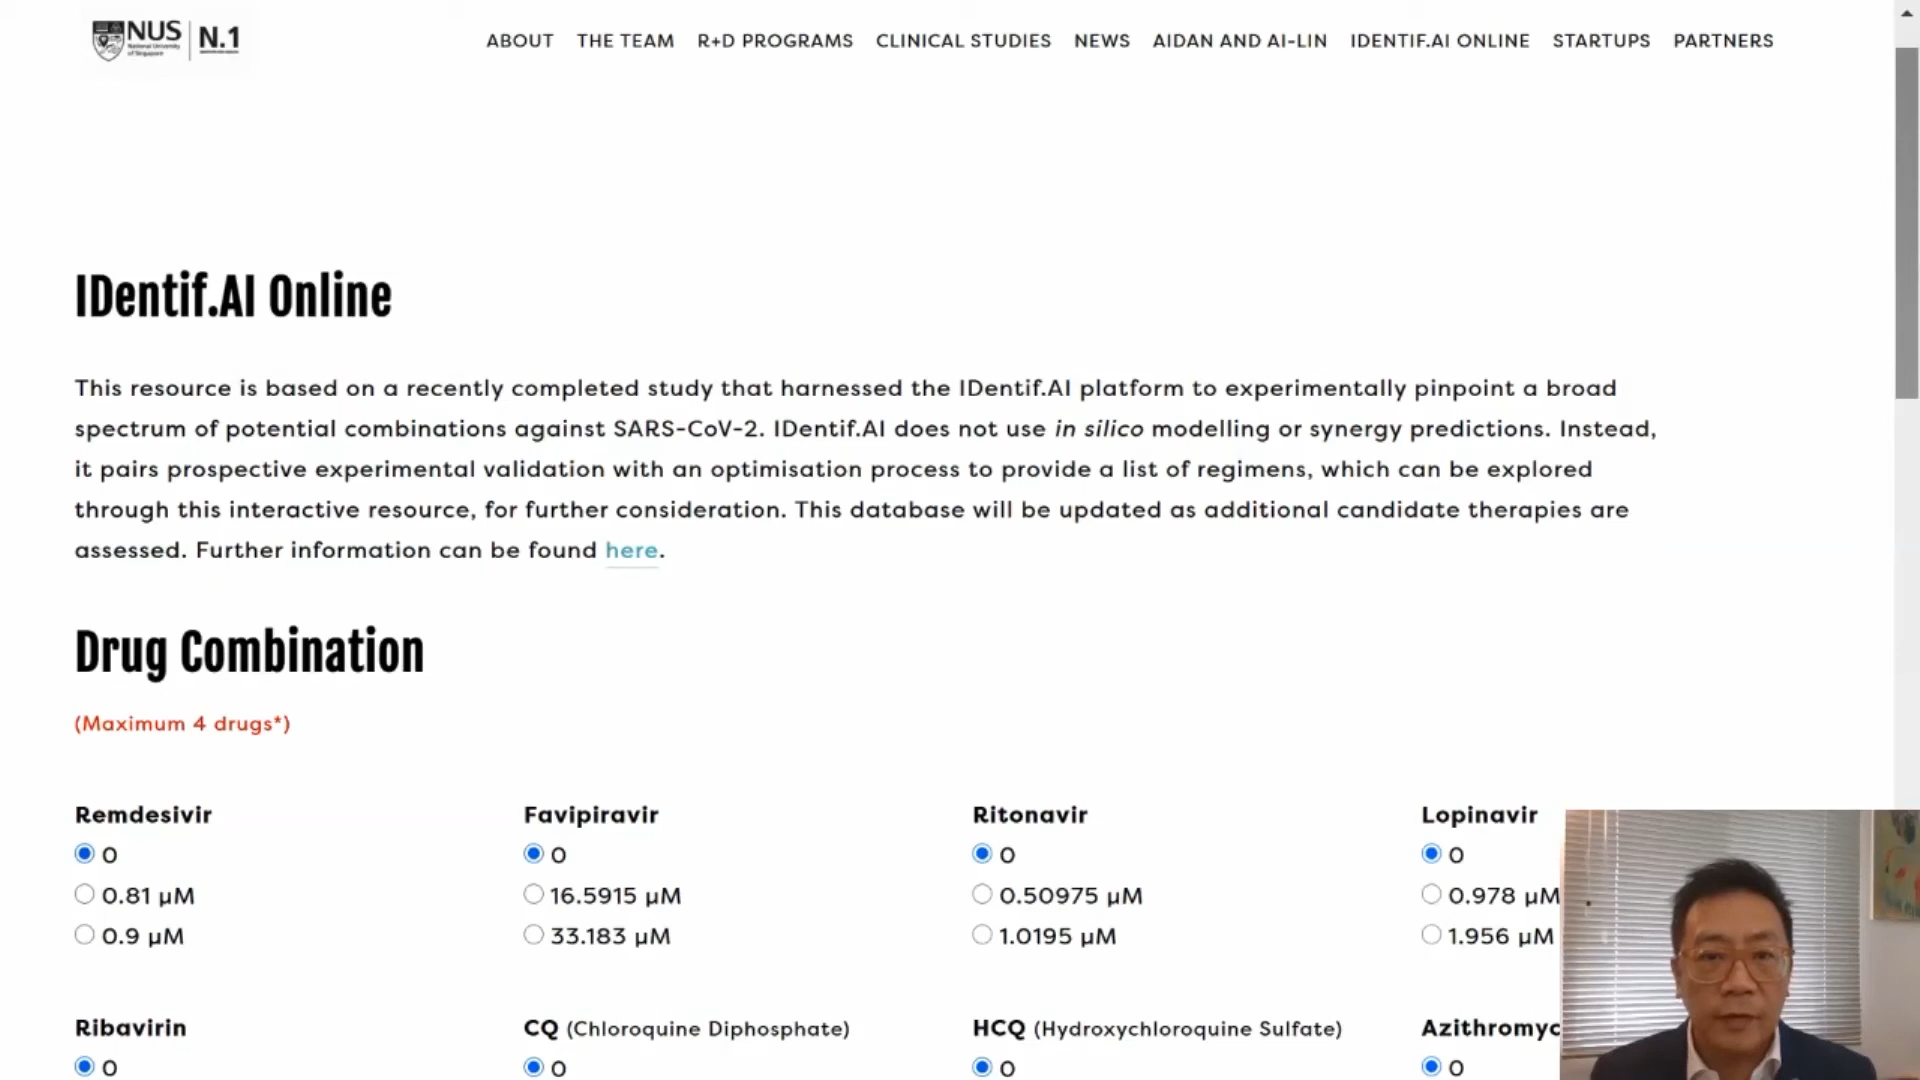 NUS
National University
of Singapore
N.1
ABOUT THE TEAM R+D PROGRAMS CLINICAL STUDIES NEWS AIDAN AND AI-LIN IDENTIF.AI ONLINE STARTUPS PARTNERS
IDentif.AI Online
This resource is based on a recently completed study that harnessed the IDentif.AI platform to experimentally pinpoint a broad
spectrum of potential combinations against SARS-CoV-2. IDentif.AI does not use in silico modelling or synergy predictions. Instead,
it pairs prospective experimental validation with an optimisation process to provide a list of regimens, which can be explored
through this interactive resource, for further consideration. This database will be updated as additional candidate therapies are
assessed. Further information can be found here.
Drug Combination
(Maximum 4 drugs*)
Remdesivir Favipiravir Ritonavir Lopinavir
0 0 0 0
0.81 µM 16.5915 µM 0.50975 µM 0.978 µM
0.9 µM 33.183 µM 1.0195 µM 1.956 µM
Ribavirin CQ (Chloroquine Diphosphate) HCQ (Hydroxychloroquine Sulfate) Azithromyc
0 0 0 0